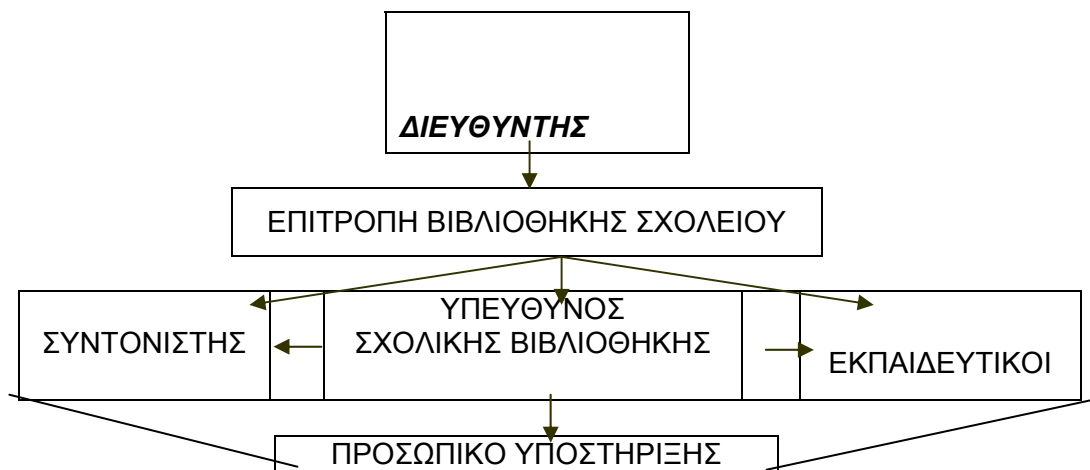 ΔΙΕΥΘΥΝΤΗΣ
ΕΠΙΤΡΟΠΗ ΒΙΒΛΙΟΘΗΚΗΣ ΣΧΟΛΕΙΟΥ
ΣΥΝΤΟΝΙΣΤΗΣ
ΥΠΕΥΘΥΝΟΣ
ΣΧΟΛΙΚΗΣ ΒΙΒΛΙΟΘΗΚΗΣ
ΕΚΠΑΙΔΕΥΤΙΚΟΙ
ΠΡΟΣΩΠΙΚΟ ΥΠΟΣΤΗΡΙΞΗΣ